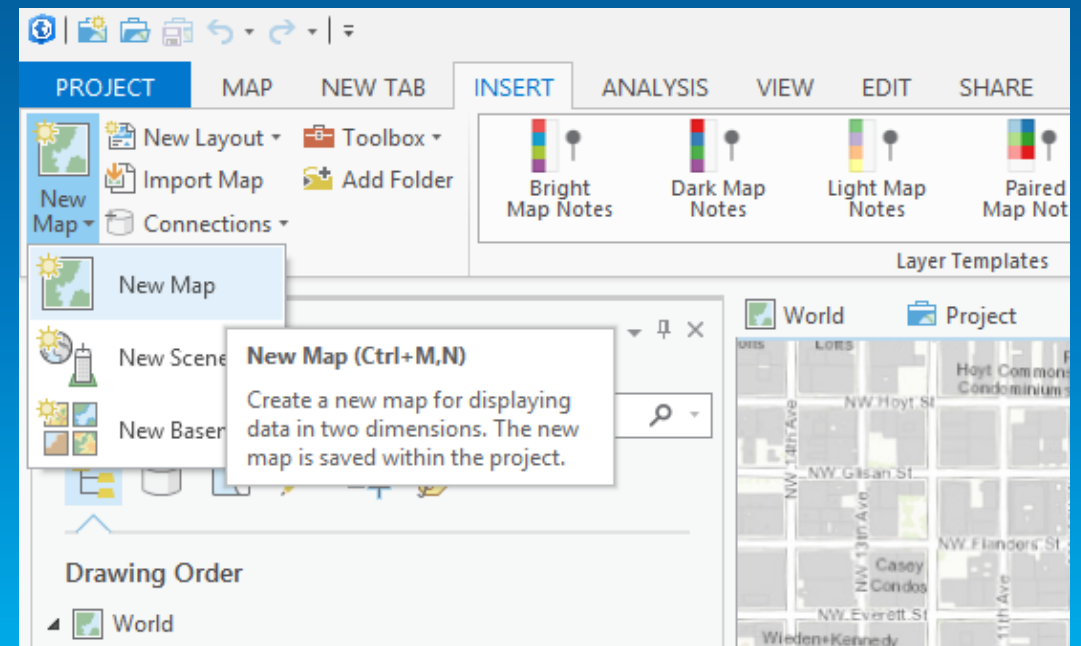 PROJECT MAP NEW TAB INSERT ANALYSIS VIEW EDIT SHARE
New Map
New Layout
Toolbox
Import Map
Add Folder
Connections
Bright
Map Notes
Dark Map
Notes
Light Map
Notes
Paired
Map Not
Layer Templates
New Map
New Scene
New Basem
New Map (Ctrl+M,N)
Create a new map for displaying
data in two dimensions. The new
map is saved within the project.
Drawing Order
World
World
Project
Lofts
Hoyt Commons
Condominiums
NW Hoyt St
NW 14th Ave
NW Glisan St
NW 13th Ave
NW Flanders St
Casey
Condos
NW Everett St
11th Ave
Wieden+Kennedy